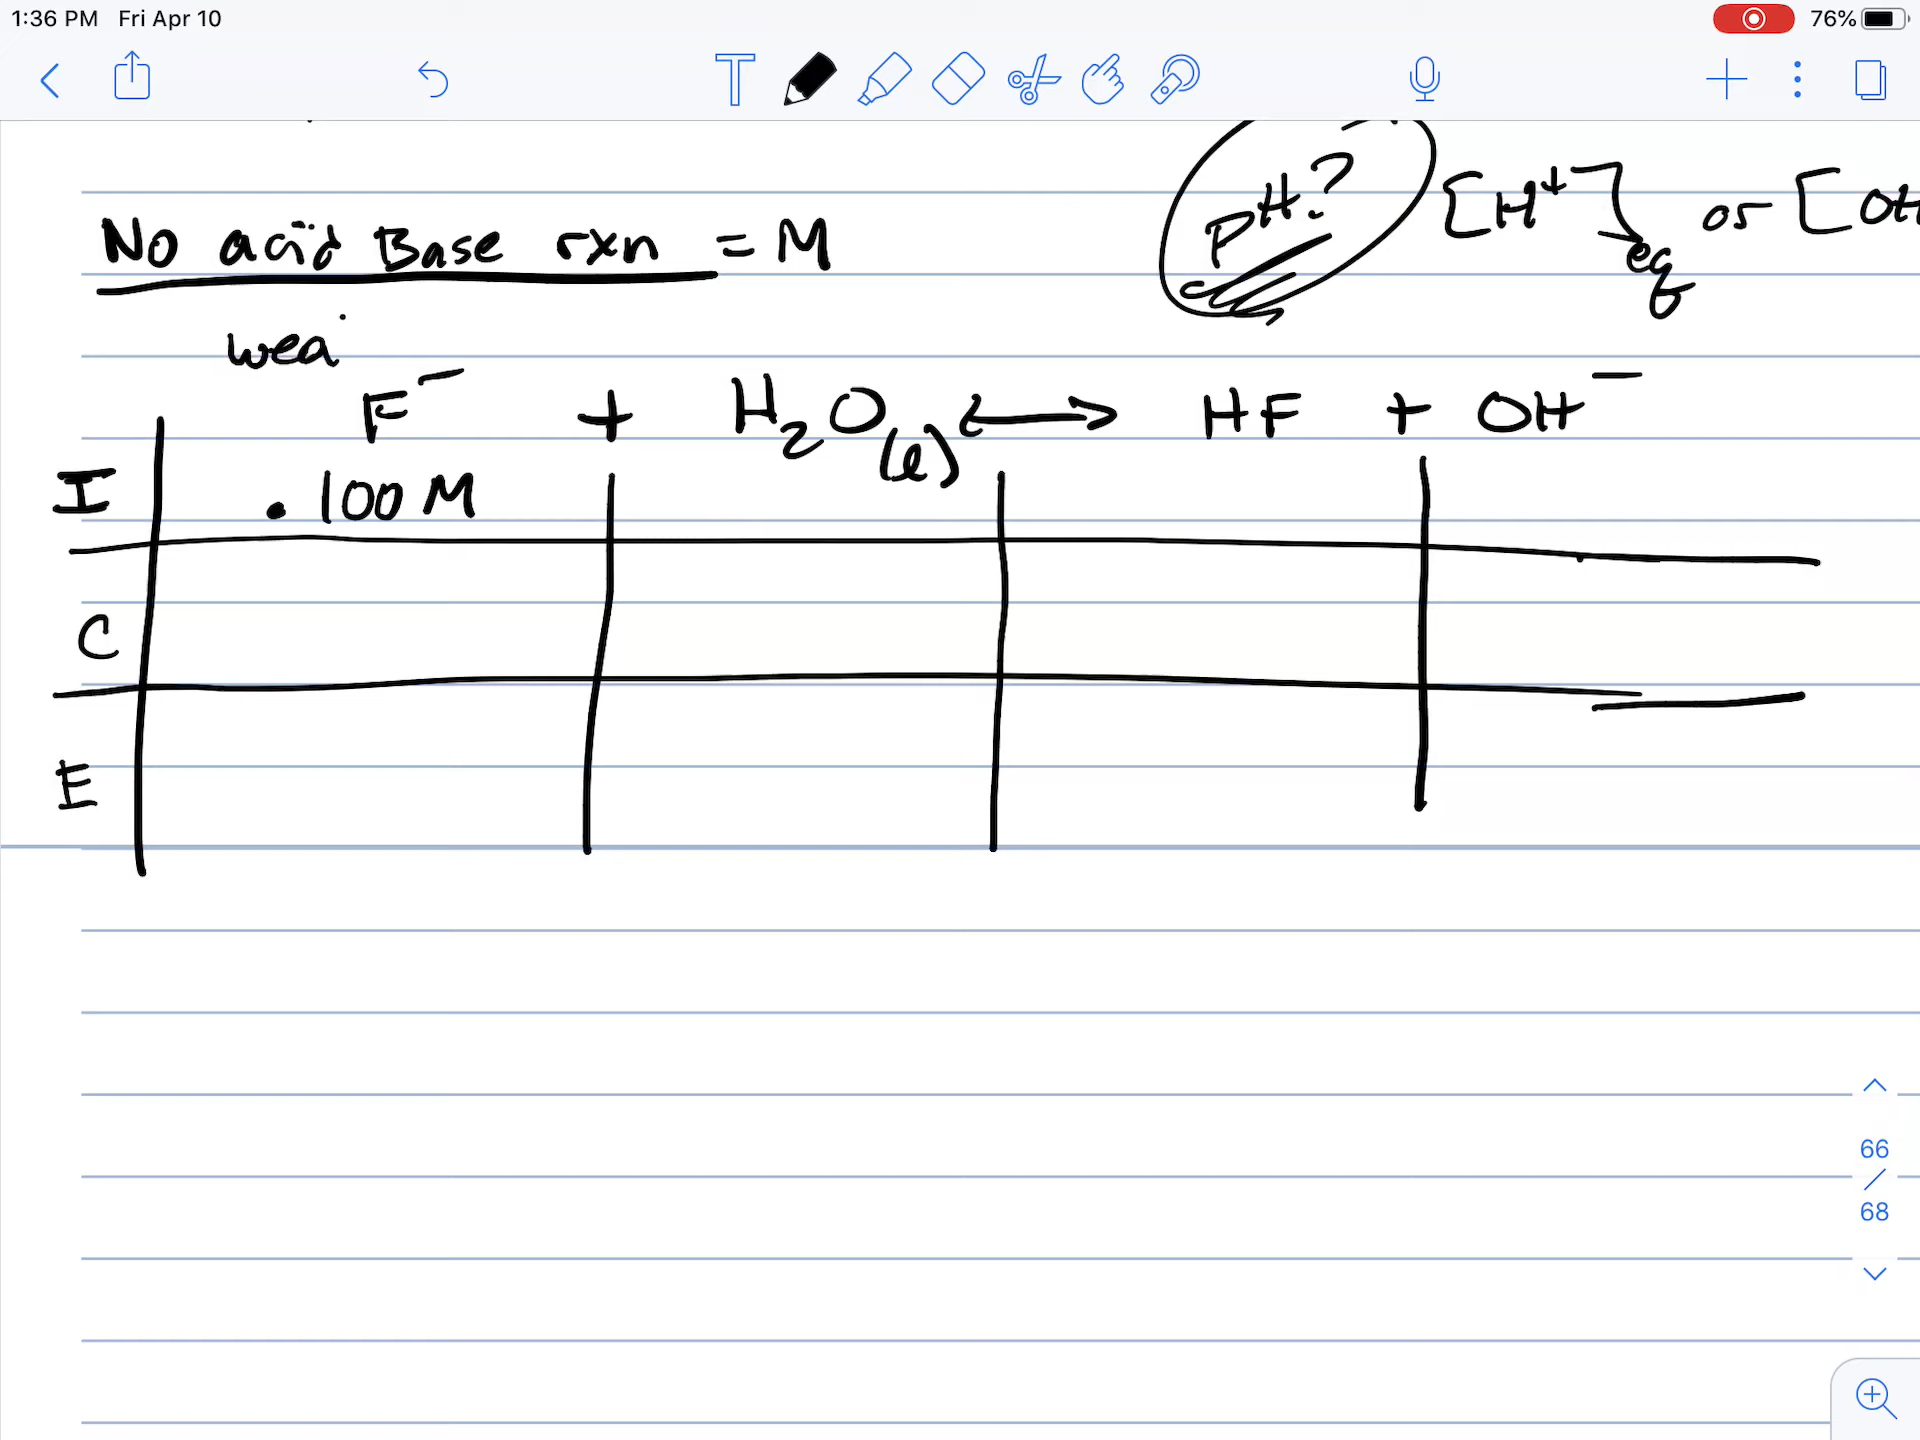 1:36 PM Fri Apr 10 76%
T
pH? [H⁺]eq or [OH
No acid Base rxn = M
wea
F⁻ + H₂O(l) ⟷ HF + OH⁻
I .100 M
C
E
66
/
68